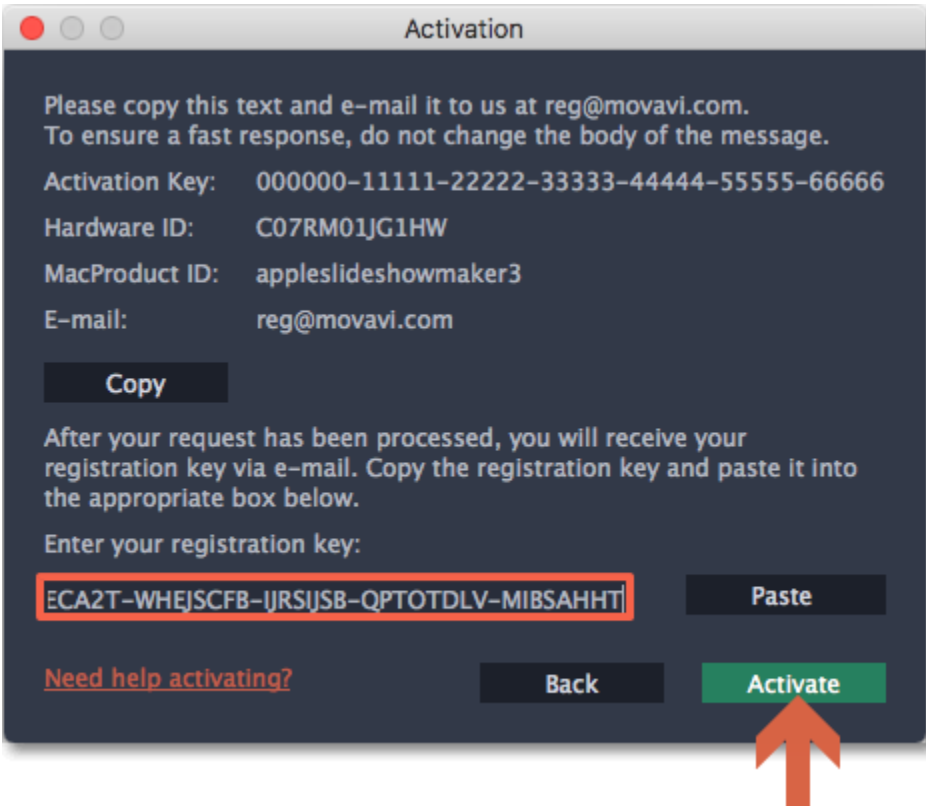 Activation
Please copy this text and e-mail it to us at reg@movavi.com.
To ensure a fast response, do not change the body of the message.
Activation Key: 000000-11111-22222-33333-44444-55555-66666
Hardware ID: C07RM01JG1HW
MacProduct ID: appleslideshowmaker3
E-mail: reg@movavi.com
Copy
After your request has been processed, you will receive your
registration key via e-mail. Copy the registration key and paste it into
the appropriate box below.
Enter your registration key:
ECA2T-WHEJSCFB-IJRSIJSB-QPTOTDLV-MIBSAHHT Paste
Need help activating? Back Activate